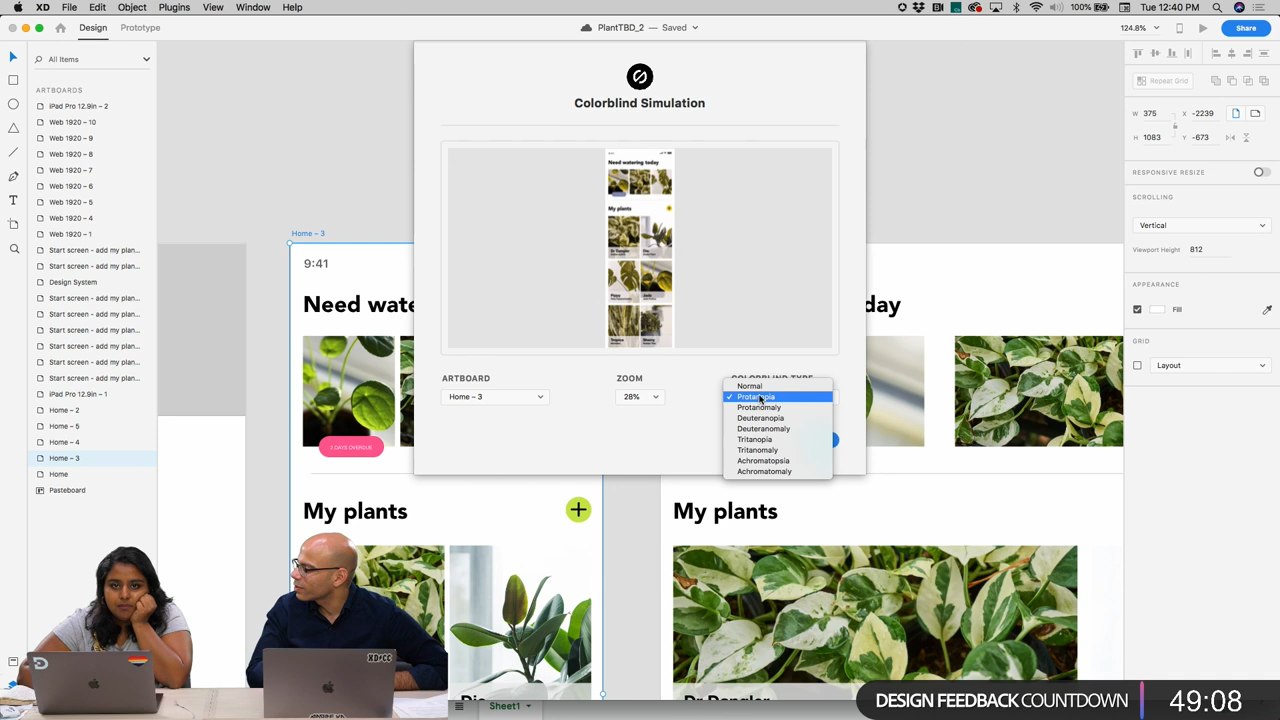 XD File Edit Object Plugins View Window Help
100% Tue 12:40 PM
Design Prototype
PlantTBD_2 — Saved
124.8%
Share
All Items
ARTBOARDS
iPad Pro 12.9in – 2
Web 1920 – 10
Web 1920 – 9
Web 1920 – 8
Web 1920 – 7
Web 1920 – 6
Web 1920 – 5
Web 1920 – 4
Web 1920 – 1
Start screen - add my plan...
Start screen - add my plan...
Design System
Start screen - add my plan...
Start screen - add my plan...
Start screen - add my plan...
Start screen - add my plan...
Start screen - add my plan...
Start screen - add my plan...
iPad Pro 12.9in – 1
Home – 2
Home – 5
Home – 4
Home – 3
Home
Pasteboard
Home – 3
9:41
Need wate
2 DAYS OVERDUE
My plants
Colorblind Simulation
Need watering today
My plants
ARTBOARD
Home – 3
ZOOM
28%
COLORBLIND TYPE
Normal
✓ Protanopia
Protanomaly
Deuteranopia
Deuteranomaly
Tritanopia
Tritanomaly
Achromatopsia
Achromatomaly
day
My plants
Repeat Grid
W 375 X -2239
H 1083 Y -673
RESPONSIVE RESIZE
SCROLLING
Vertical
Viewport Height 812
APPEARANCE
Fill
GRID
Layout
XD/CC
Sheet1
DESIGN FEEDBACK COUNTDOWN 49:08